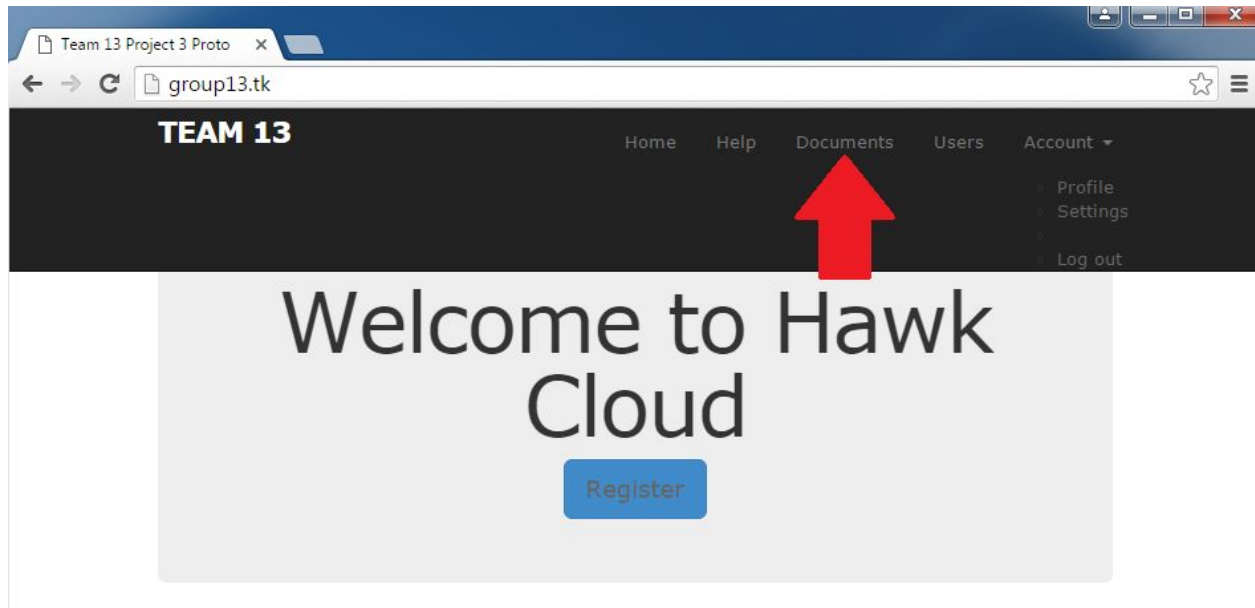 Team 13 Project 3 Proto
group13.tk
TEAM 13
Home Help Documents Users Account
Profile
Settings
Log out
Welcome to Hawk
Cloud
Register